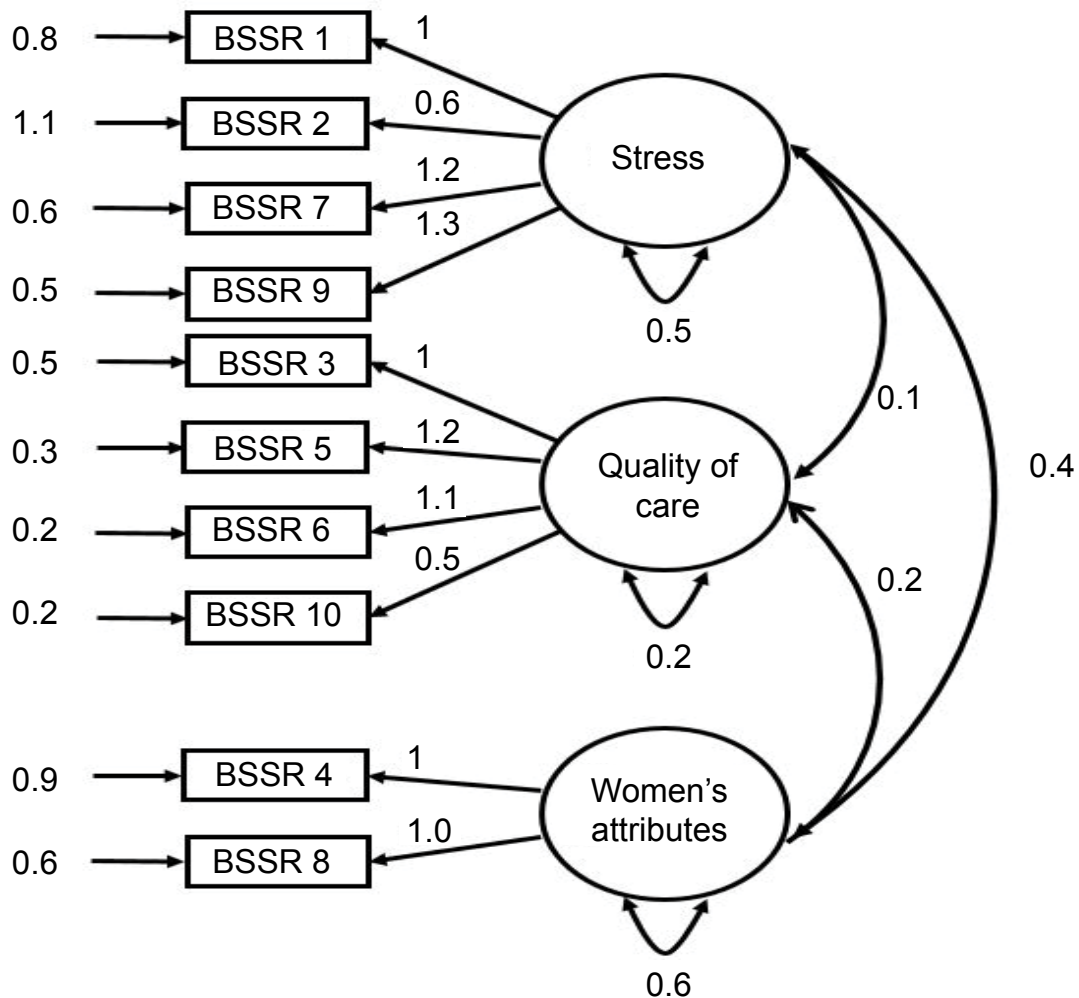 0.8
BSSR 1
1
1.1
BSSR 2
0.6
0.6
BSSR 7
1.2
0.5
BSSR 9
1.3
Stress
0.5
0.5
BSSR 3
1
0.3
BSSR 5
1.2
0.2
BSSR 6
1.1
0.2
BSSR 10
0.5
Quality of
care
0.2
0.1
0.4
0.2
0.9
BSSR 4
1
0.6
BSSR 8
1.0
Women’s
attributes
0.6